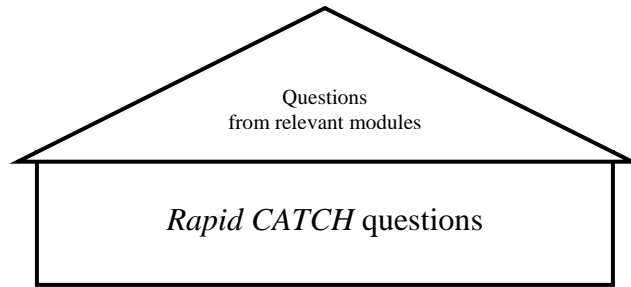 Questions
from relevant modules
Rapid CATCH questions